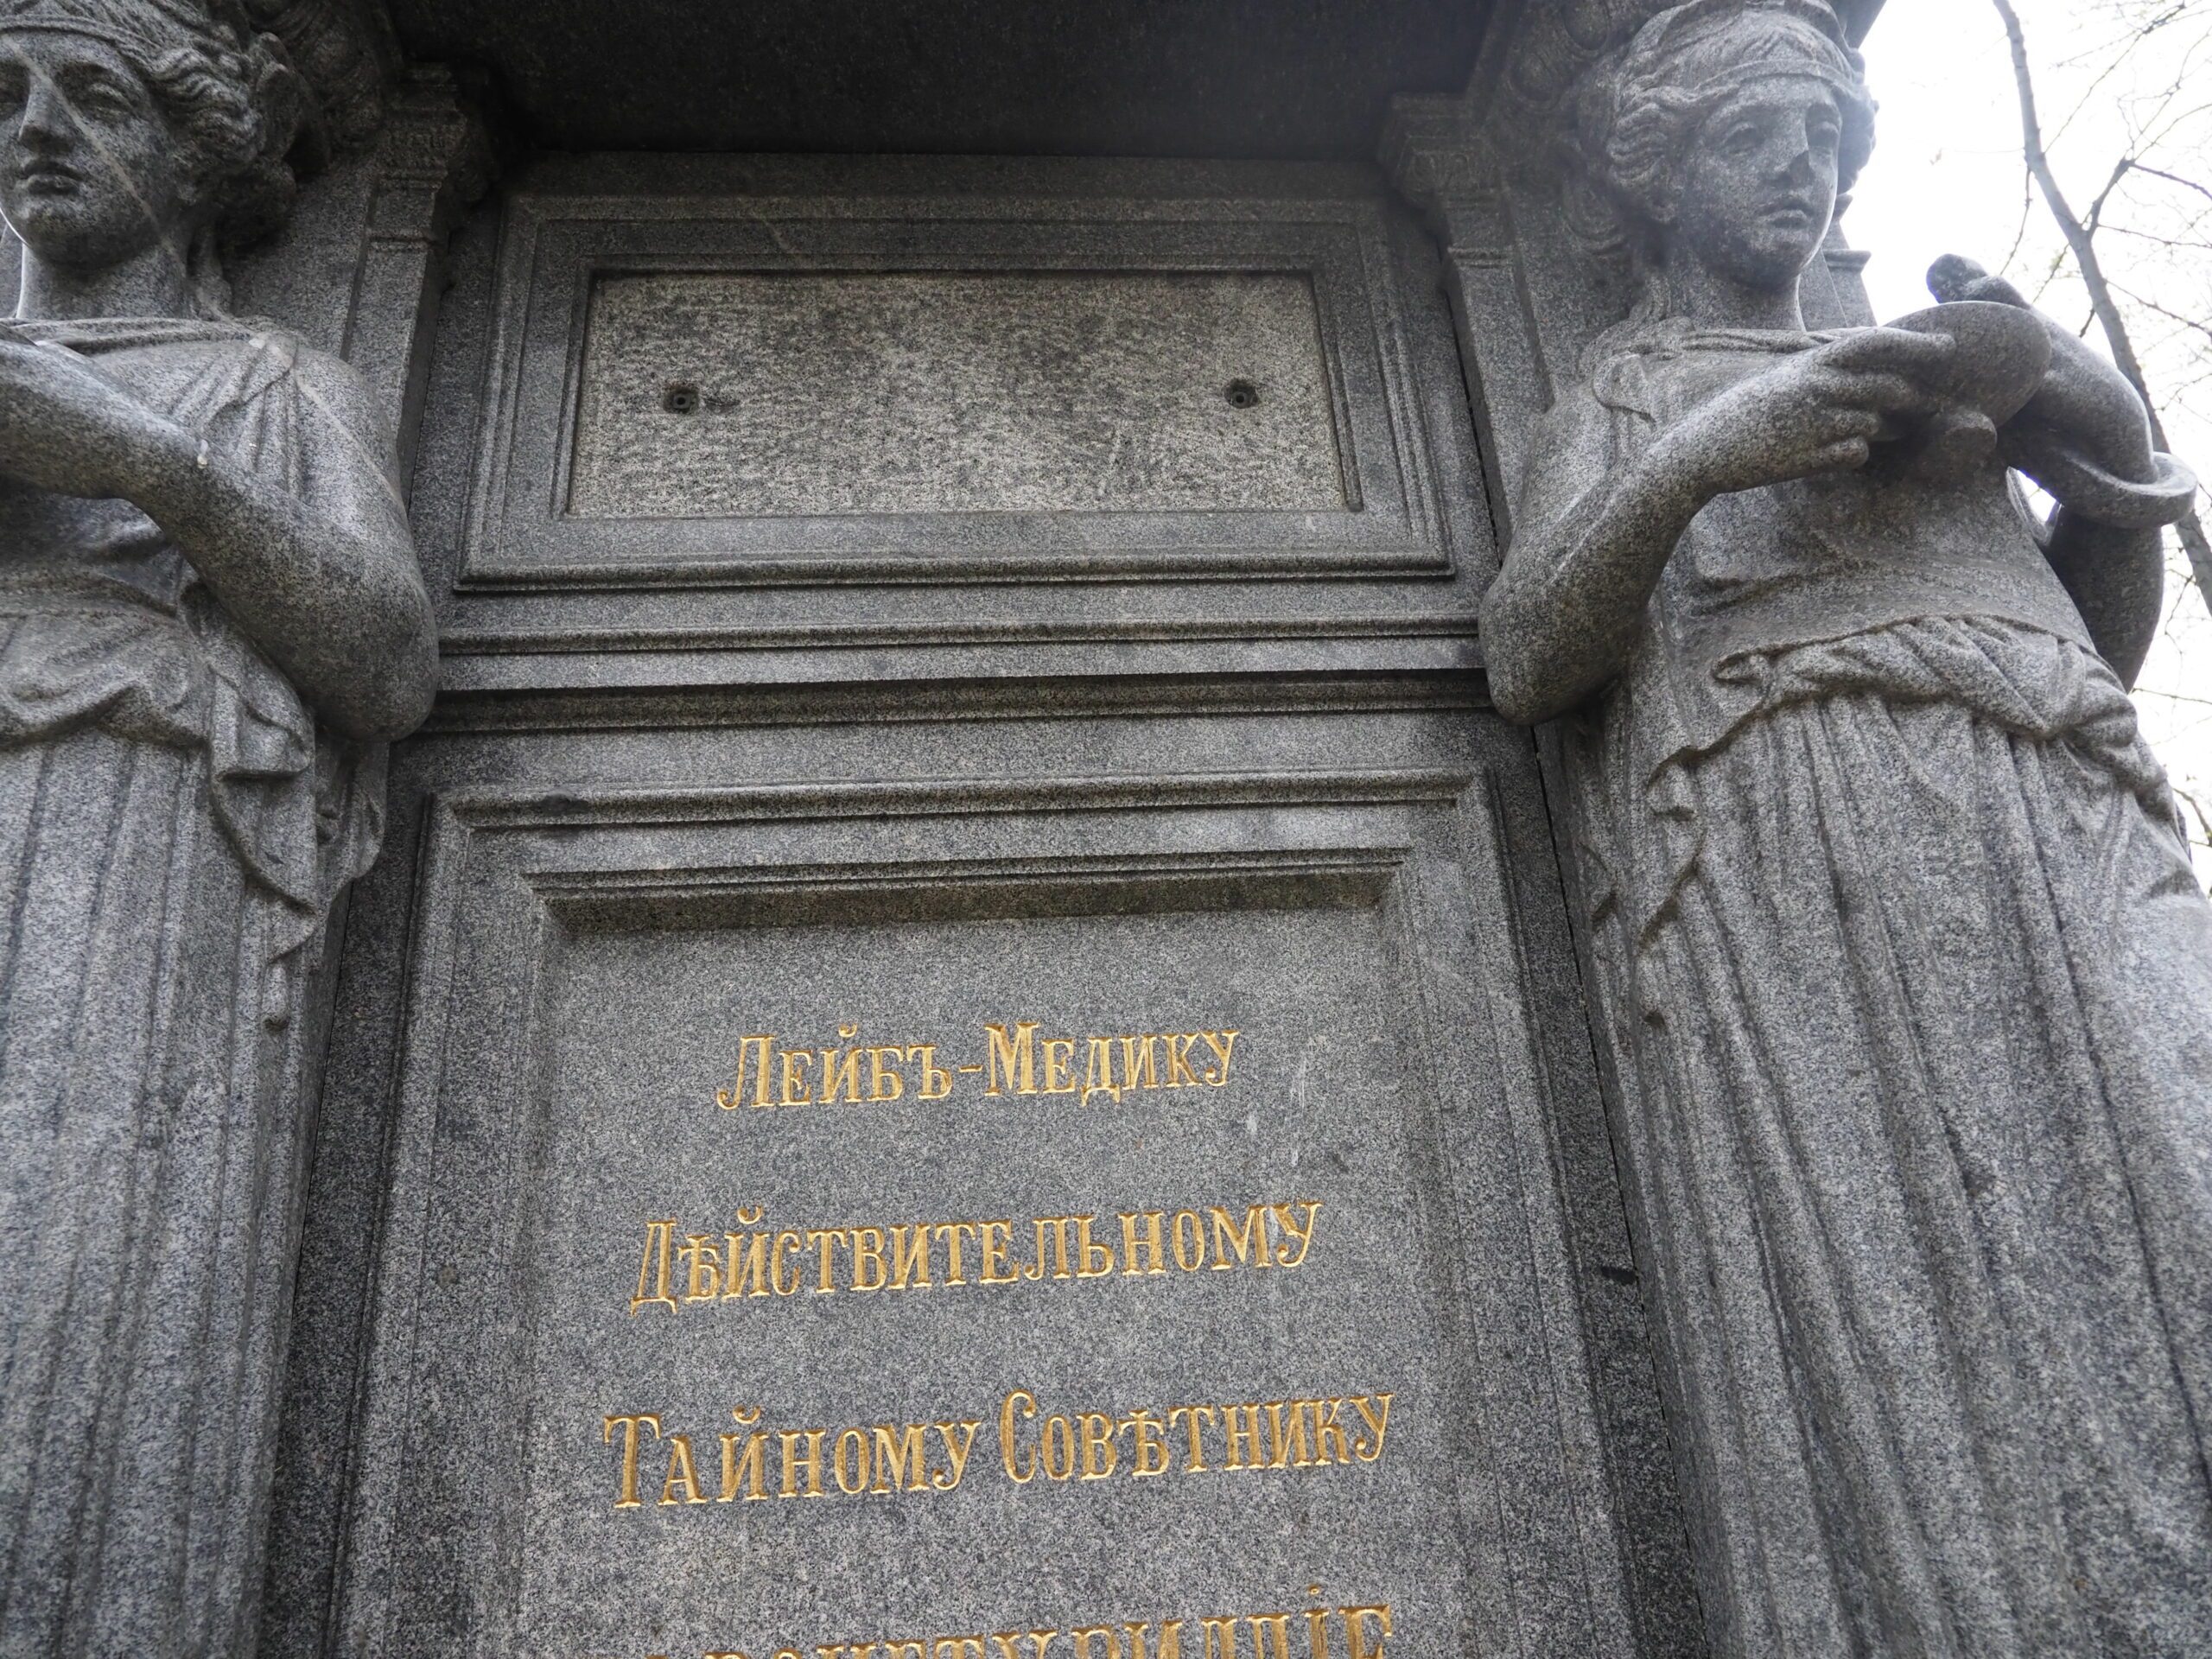 Лейбъ-Медику
Дѣйствительному
Тайному Совѣтнику